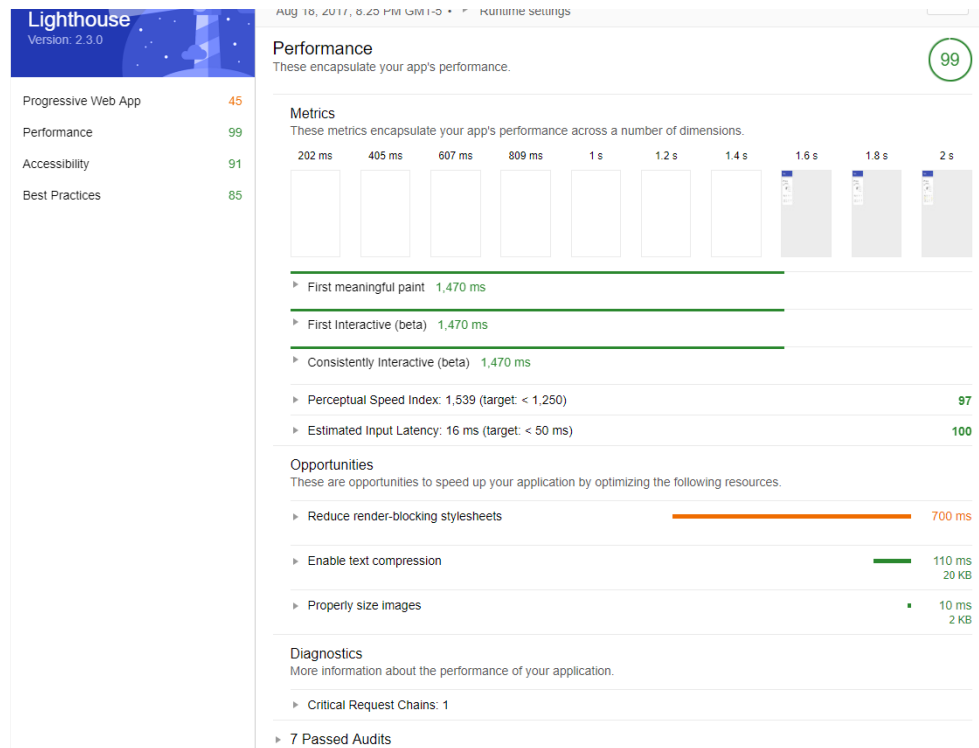 Lighthouse
Version: 2.3.0
Progressive Web App 45
Performance 99
Accessibility 91
Best Practices 85
Aug 18, 2017, 8:25 PM GMT-5 • Runtime settings
Performance
These encapsulate your app's performance.
99
Metrics
These metrics encapsulate your app's performance across a number of dimensions.
202 ms 405 ms 607 ms 809 ms 1 s 1.2 s 1.4 s 1.6 s 1.8 s 2 s
First meaningful paint 1,470 ms
First Interactive (beta) 1,470 ms
Consistently Interactive (beta) 1,470 ms
Perceptual Speed Index: 1,539 (target: < 1,250) 97
Estimated Input Latency: 16 ms (target: < 50 ms) 100
Opportunities
These are opportunities to speed up your application by optimizing the following resources.
Reduce render-blocking stylesheets 700 ms
Enable text compression 110 ms
20 KB
Properly size images 10 ms
2 KB
Diagnostics
More information about the performance of your application.
Critical Request Chains: 1
7 Passed Audits